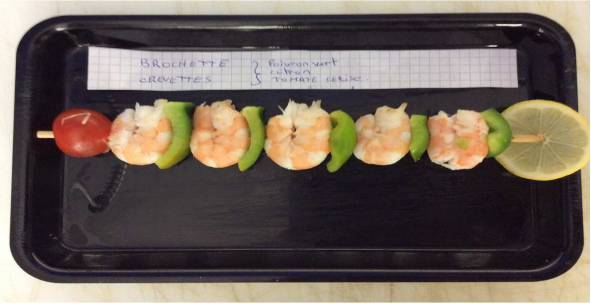 BROCHETTE
CREVETTES
Poivron vert
citron
TOMATE CERISE.